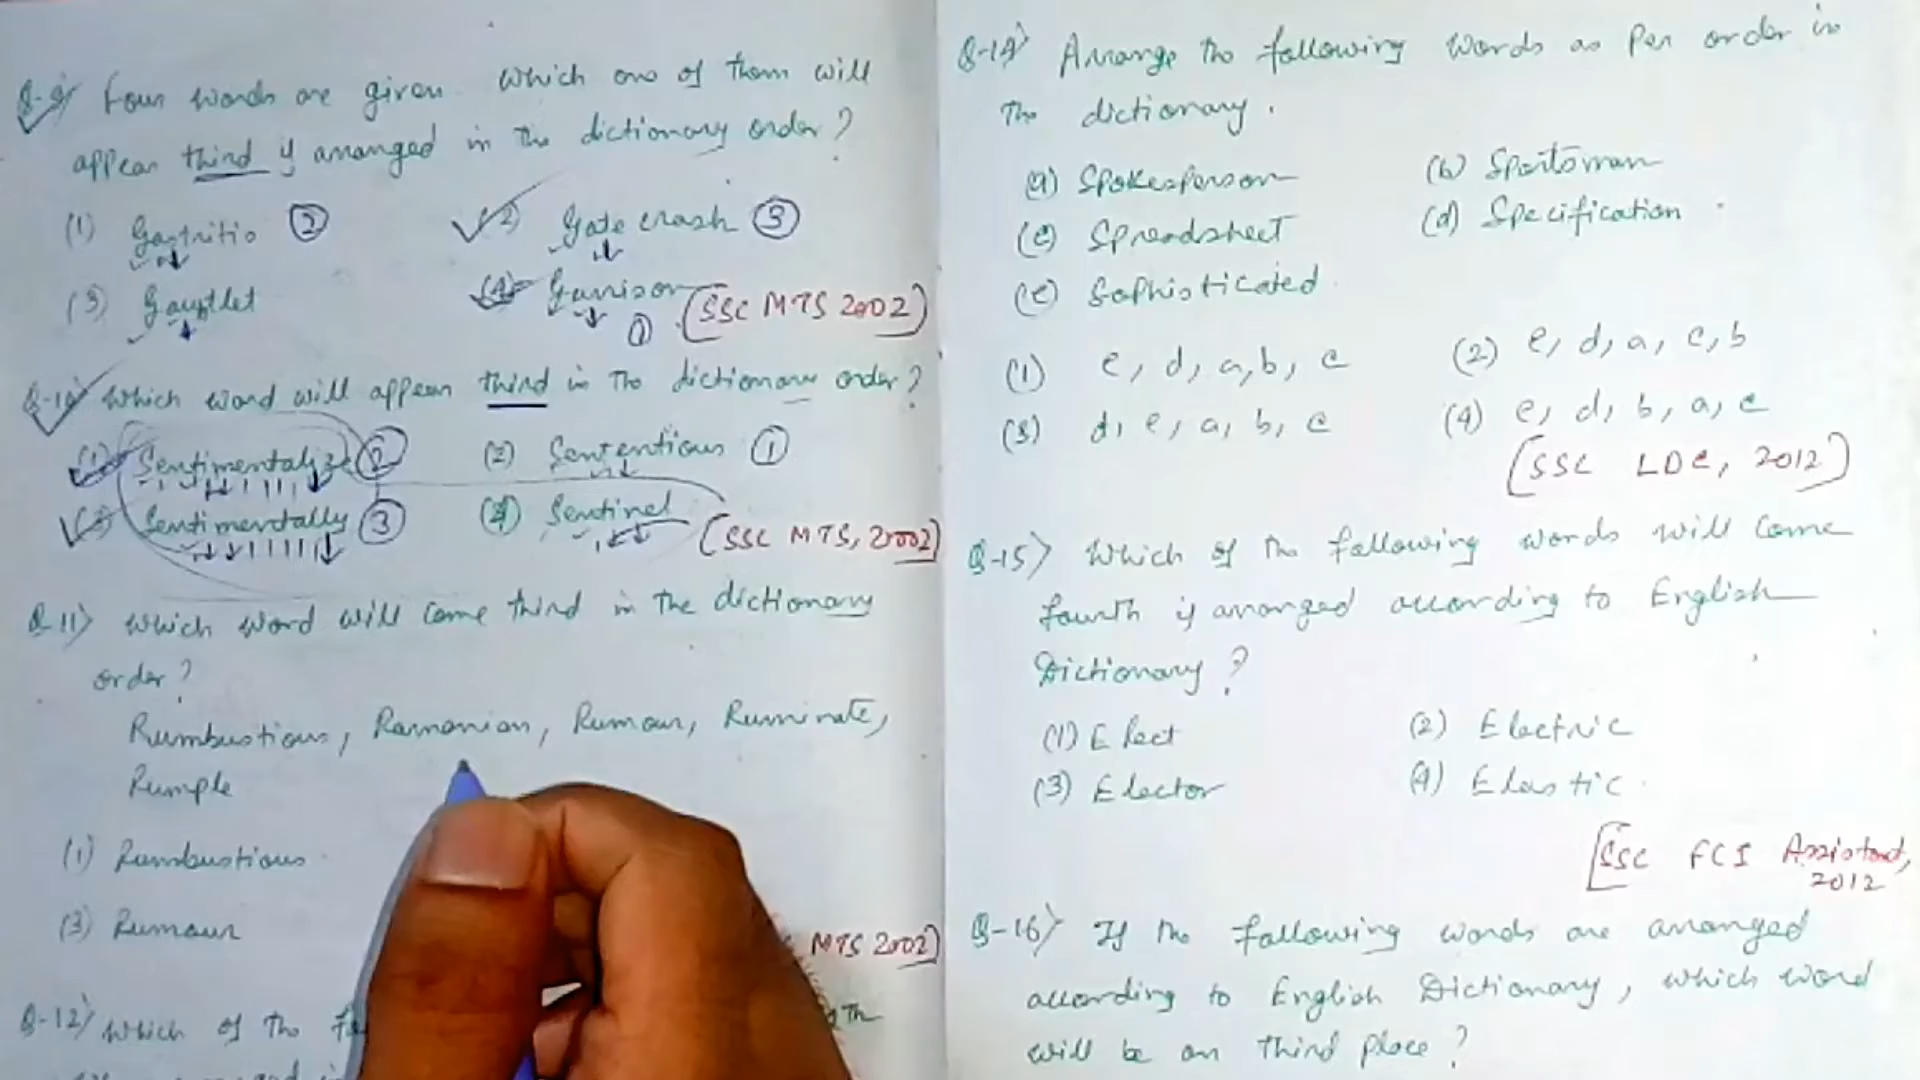 Q-9) Four words are given. Which one of them will
appear third if arranged in the dictionary order?
(1) Gastritis ② (2) Gate crash ③
(3) Gauntlet (4) Garrison ①
[SSC MTS 2002]
Q-10) Which word will appear third in the dictionary order?
(1) Sentimentalize ② (2) Sententious ①
(3) Sentimentally ③ (4) Sentinel
[SSC MTS, 2002]
Q-11) Which word will come third in the dictionary
order?
Rumbustious, Ramanian, Rumour, Ruminate,
Rumple
(1) Rumbustious
(3) Rumour
MTS 2002]
Q-12) Which of the
Q-14) Arrange the following words as per order in
the dictionary.
(a) Spokesperson (b) Sportsman
(c) Spreadsheet (d) Specification
(e) Sophisticated
(1) e, d, a, b, c (2) e, d, a, c, b
(3) d, e, a, b, c (4) e, d, b, a, c
[SSC LDC, 2012]
Q-15) Which of the following words will come
fourth if arranged according to English
Dictionary?
(1) Elect (2) Electric
(3) Elector (4) Elastic
[SSC FCI Assistant,
2012
Q-16) If the following words are arranged
according to English Dictionary, which word
will be on third place?